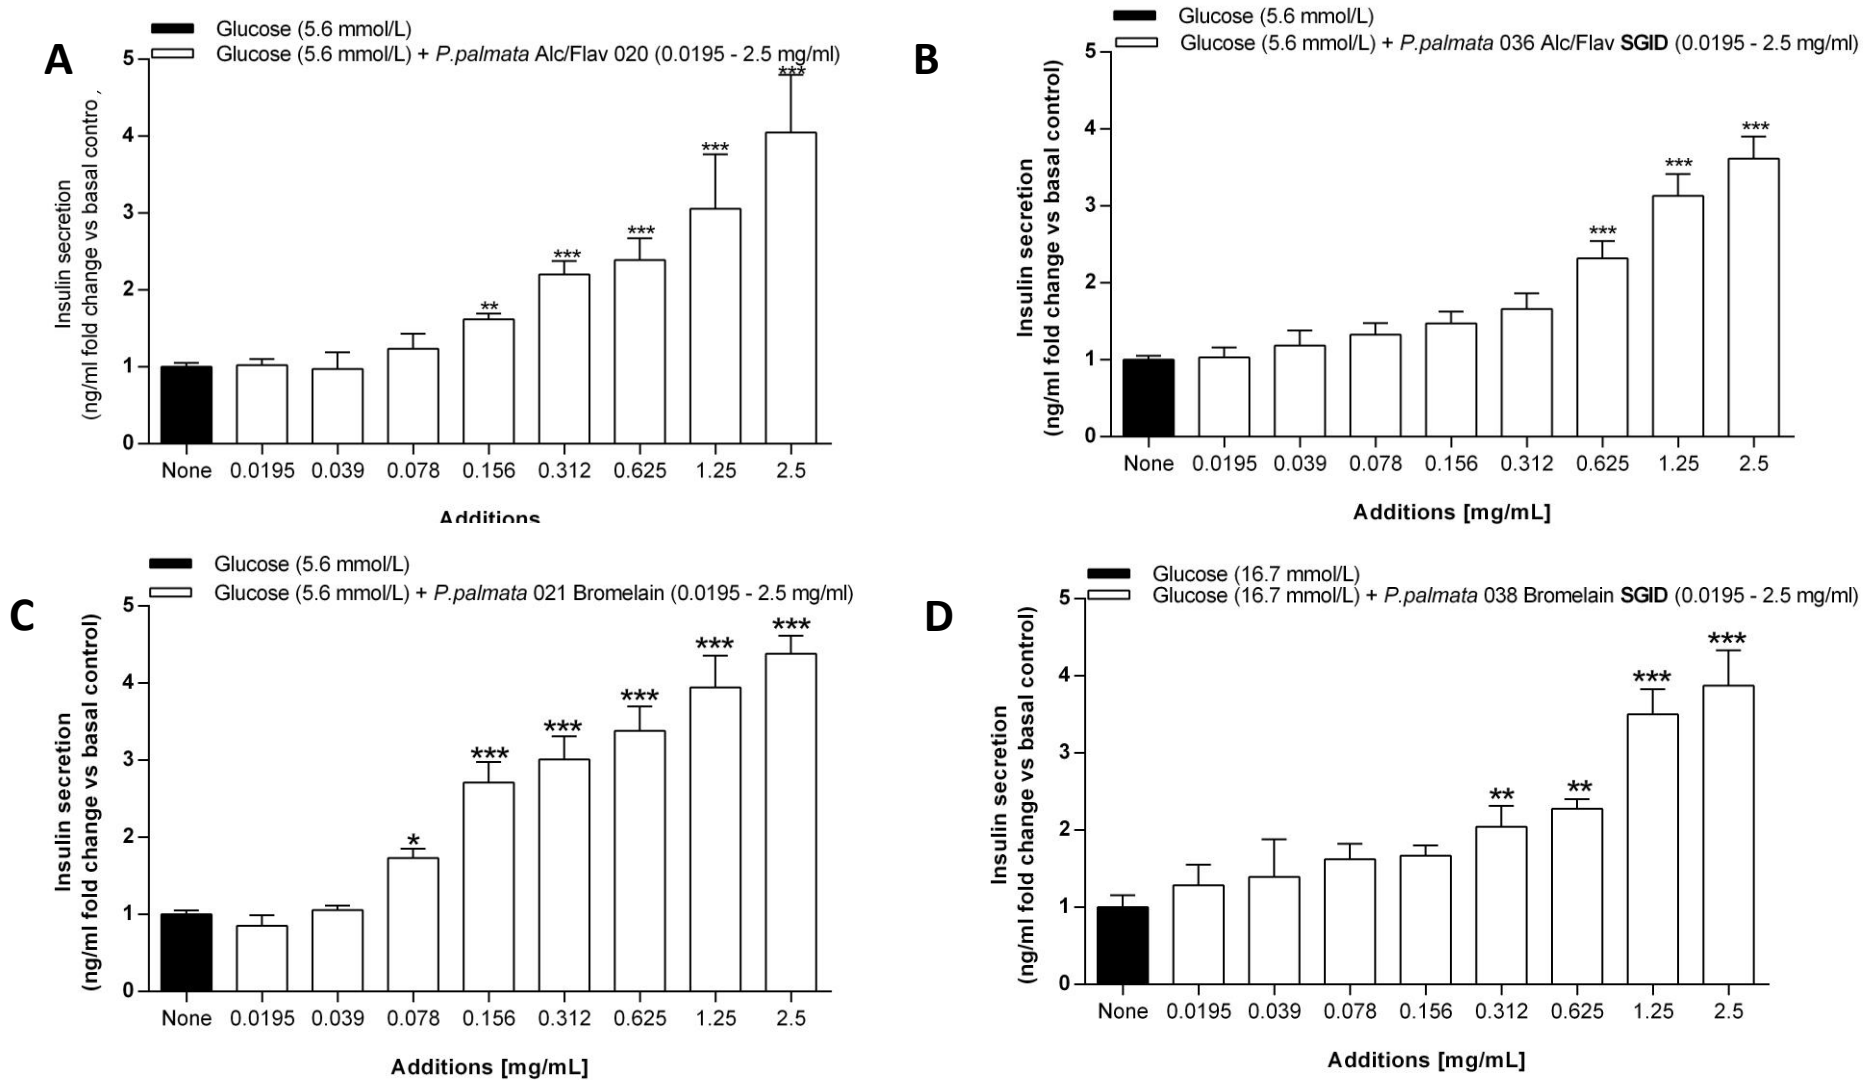 A
Glucose (5.6 mmol/L)
Glucose (5.6 mmol/L) + P.palmata Alc/Flav 020 (0.0195 - 2.5 mg/ml)
Insulin secretion
(ng/ml fold change vs basal contro
5
4
3
2
1
0
**
***
***
***
***
None 0.0195 0.039 0.078 0.156 0.312 0.625 1.25 2.5
Additions
B
Glucose (5.6 mmol/L)
Glucose (5.6 mmol/L) + P.palmata 036 Alc/Flav SGID (0.0195 - 2.5 mg/ml)
Insulin secretion
(ng/ml fold change vs basal control)
5
4
3
2
1
0
***
***
***
None 0.0195 0.039 0.078 0.156 0.312 0.625 1.25 2.5
Additions [mg/mL]
C
Glucose (5.6 mmol/L)
Glucose (5.6 mmol/L) + P.palmata 021 Bromelain (0.0195 - 2.5 mg/ml)
Insulin secretion
(ng/ml fold change vs basal control)
5
4
3
2
1
0
*
***
***
***
***
***
None 0.0195 0.039 0.078 0.156 0.312 0.625 1.25 2.5
Additions [mg/mL]
D
Glucose (16.7 mmol/L)
Glucose (16.7 mmol/L) + P.palmata 038 Bromelain SGID (0.0195 - 2.5 mg/ml)
Insulin secretion
(ng/ml fold change vs basal control)
5
4
3
2
1
0
**
**
***
***
None 0.0195 0.039 0.078 0.156 0.312 0.625 1.25 2.5
Additions [mg/mL]